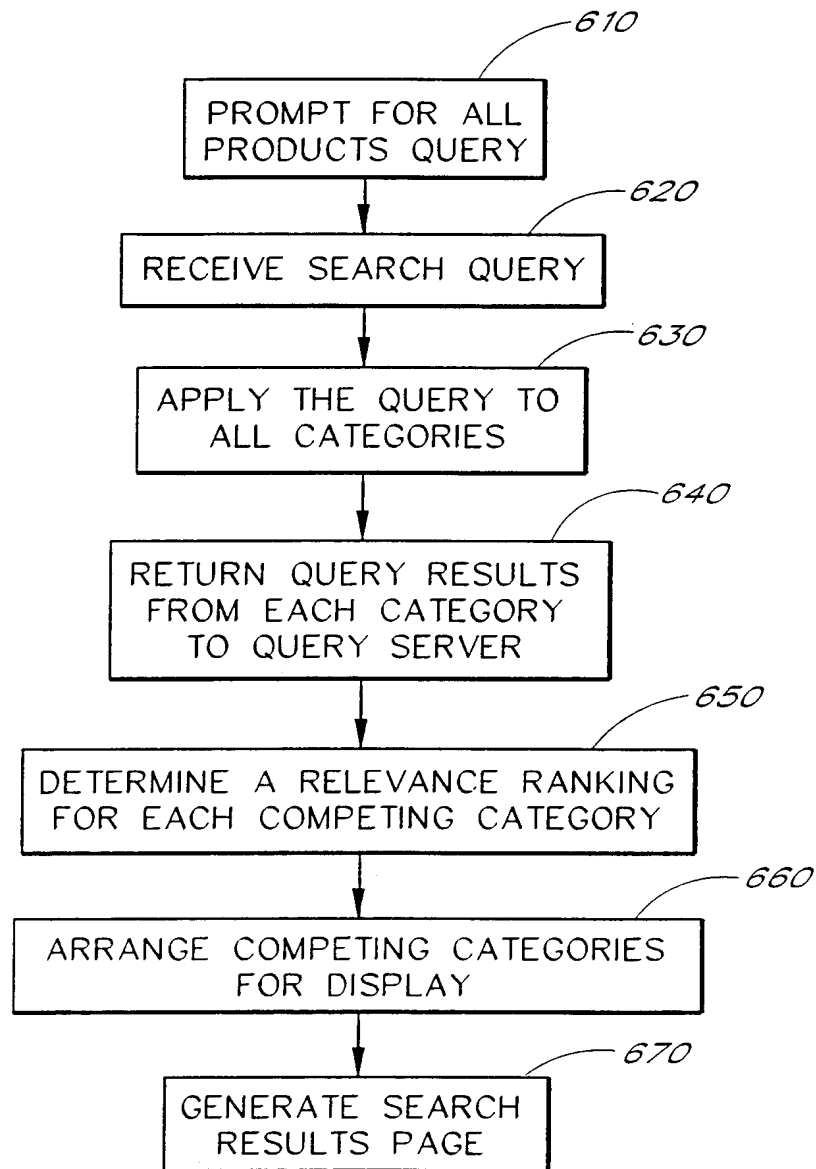 610
PROMPT FOR ALL
PRODUCTS QUERY
620
RECEIVE SEARCH QUERY
630
APPLY THE QUERY TO
ALL CATEGORIES
640
RETURN QUERY RESULTS
FROM EACH CATEGORY
TO QUERY SERVER
650
DETERMINE A RELEVANCE RANKING
FOR EACH COMPETING CATEGORY
660
ARRANGE COMPETING CATEGORIES
FOR DISPLAY
670
GENERATE SEARCH
RESULTS PAGE